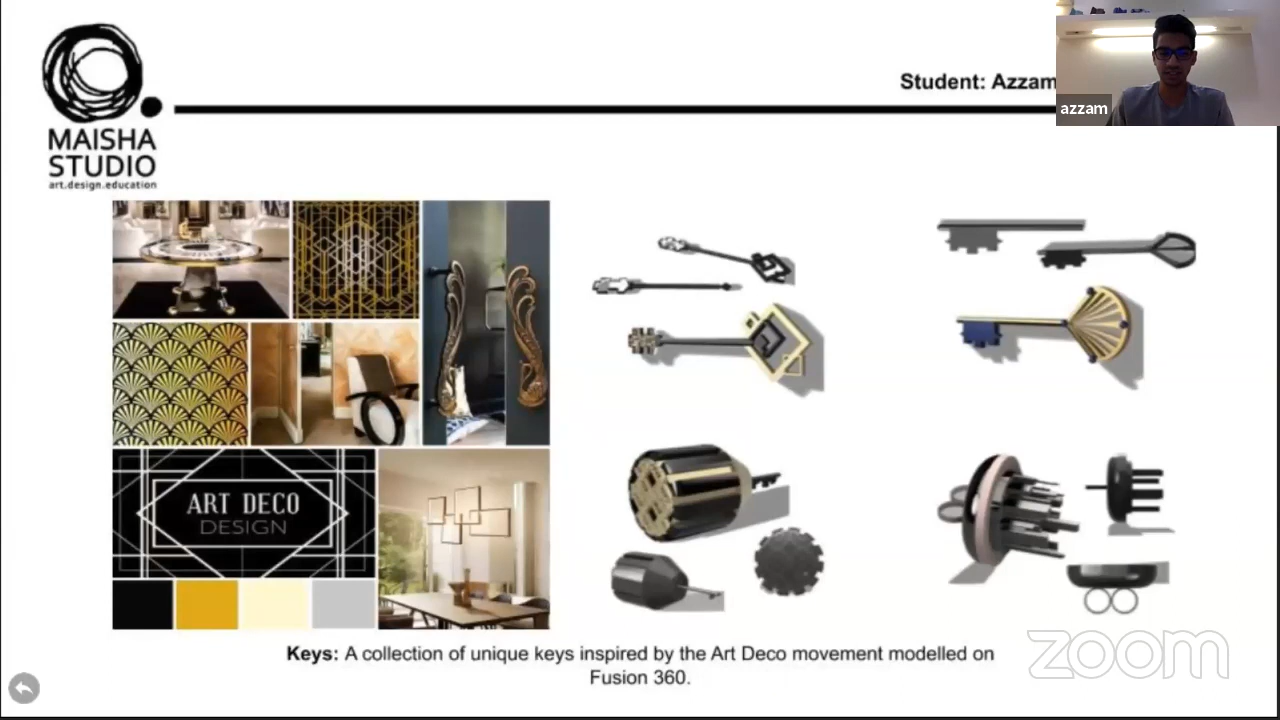 MAISHA
STUDIO
art.design.education
Student: Azzam
azzam
ART DECO
DESIGN
Keys: A collection of unique keys inspired by the Art Deco movement modelled on
Fusion 360.
zoom